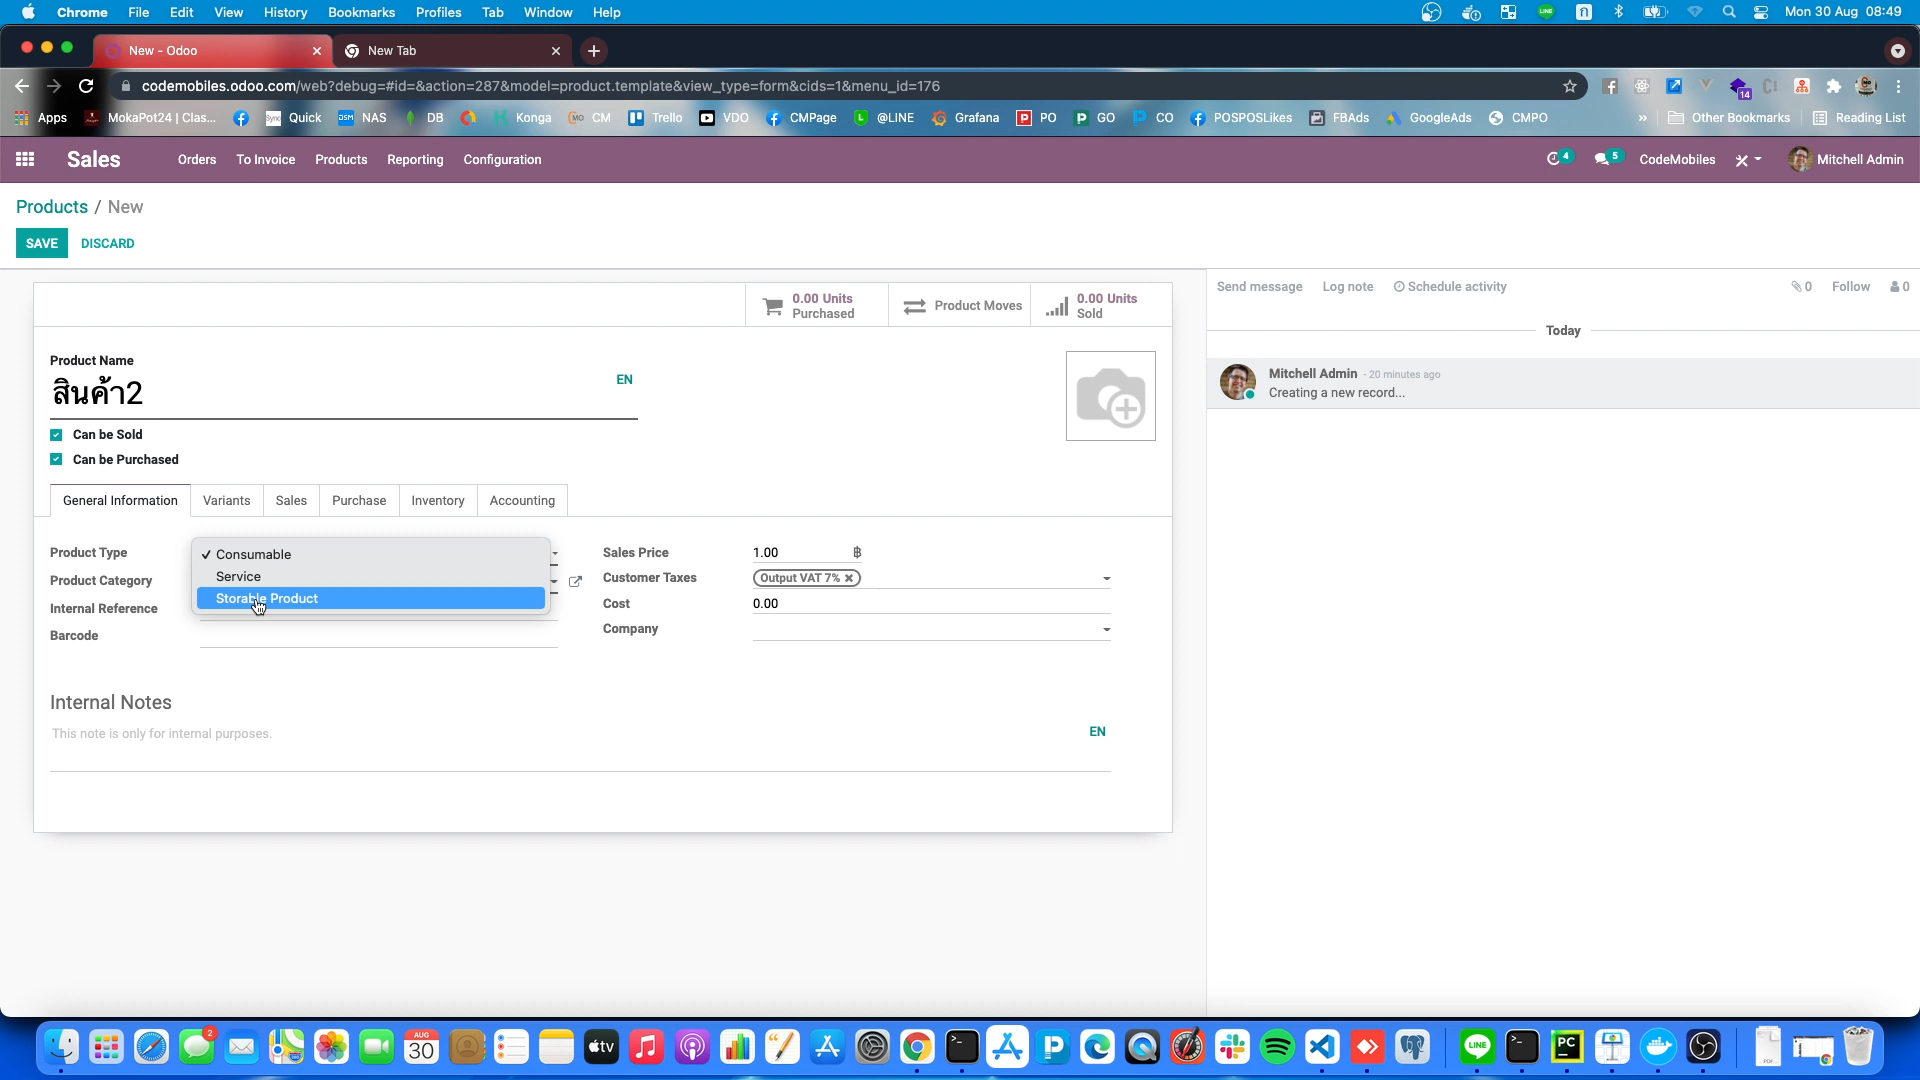 Chrome File Edit View History Bookmarks Profiles Tab Window Help Mon 30 Aug 08:49
New - Odoo New Tab
codemobiles.odoo.com/web?debug=#id=&action=287&model=product.template&view_type=form&cids=1&menu_id=176
14
Apps MokaPot24 | Clas... Quick NAS DB Konga CM Trello VDO CMPage @LINE Grafana PO GO CO POSPOSLikes FBAds GoogleAds CMPO » Other Bookmarks Reading List
Sales Orders To Invoice Products Reporting Configuration 4 5 CodeMobiles Mitchell Admin
Products / New
SAVE DISCARD
Send message Log note Schedule activity 0 Follow 0
0.00 Units Purchased
Product Moves
0.00 Units Sold
Today
Product Name
สินค้า2 EN
Mitchell Admin - 20 minutes ago
Creating a new record...
Can be Sold
Can be Purchased
General Information Variants Sales Purchase Inventory Accounting
Product Type
✓ Consumable
Service
Storable Product
Product Category
Internal Reference
Barcode
Sales Price 1.00 ฿
Customer Taxes Output VAT 7% ✖
Cost 0.00
Company
Internal Notes
This note is only for internal purposes. EN
2
AUG
30
tv
PC